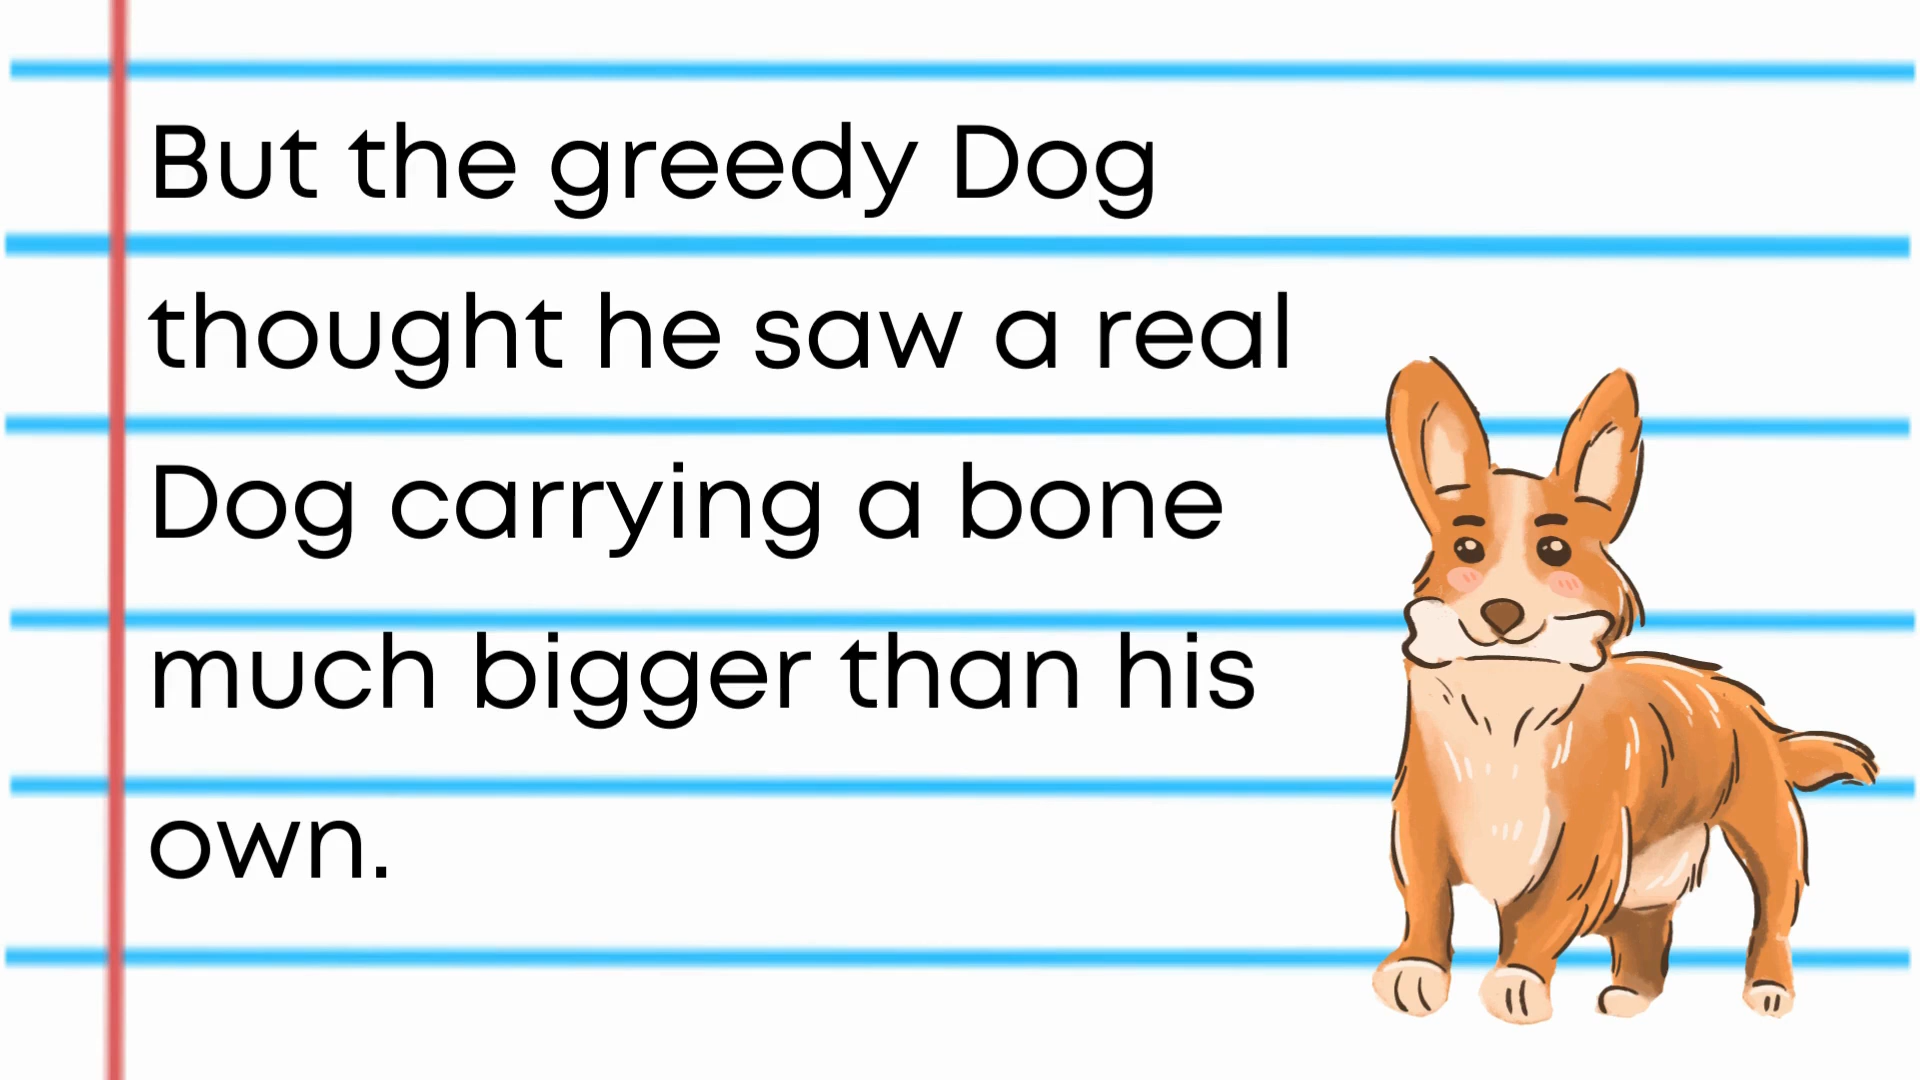 But the greedy Dog
thought he saw a real
Dog carrying a bone
much bigger than his
own.